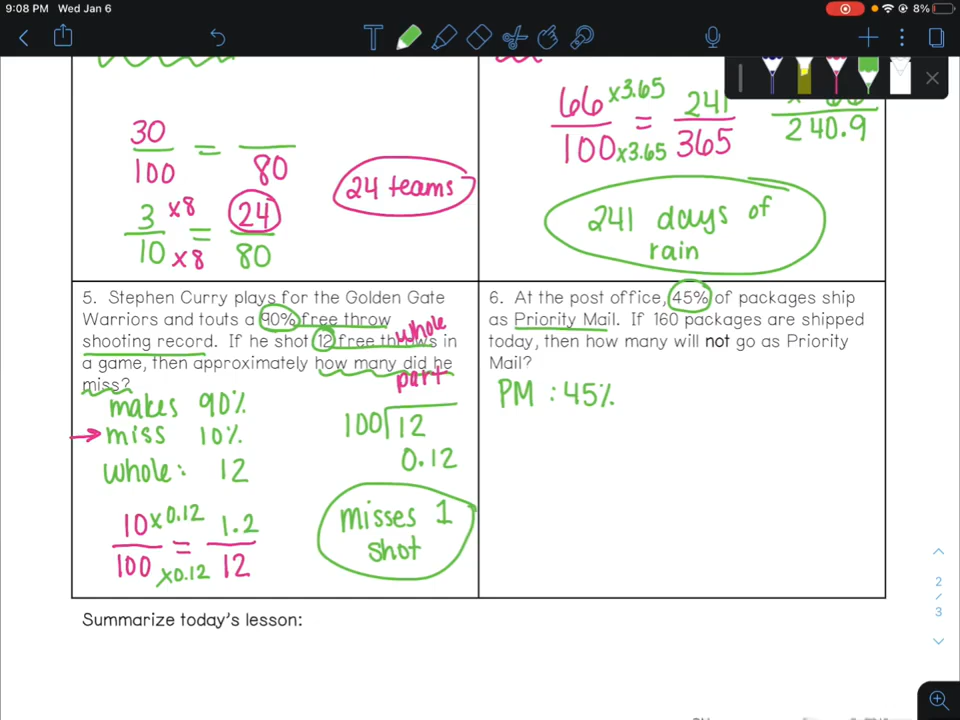 9:08 PM Wed Jan 6
8%
30
100
=
80
3 x8
10 x8
=
24
80
24 teams
66 x3.65
100 x3.65
=
241
365
240.9
241 days of
rain
5. Stephen Curry plays for the Golden Gate
Warriors and touts a 90% free throw
shooting record. If he shot 12 free throws in
a game, then approximately how many did he
miss?
whole
part
makes 90%
miss 10%
whole: 12
100 12
0.12
10 x0.12
100 x0.12
=
1.2
12
misses 1
shot
6. At the post office, 45% of packages ship
as Priority Mail. If 160 packages are shipped
today, then how many will not go as Priority
Mail?
PM : 45%
Summarize today's lesson:
2
/
3